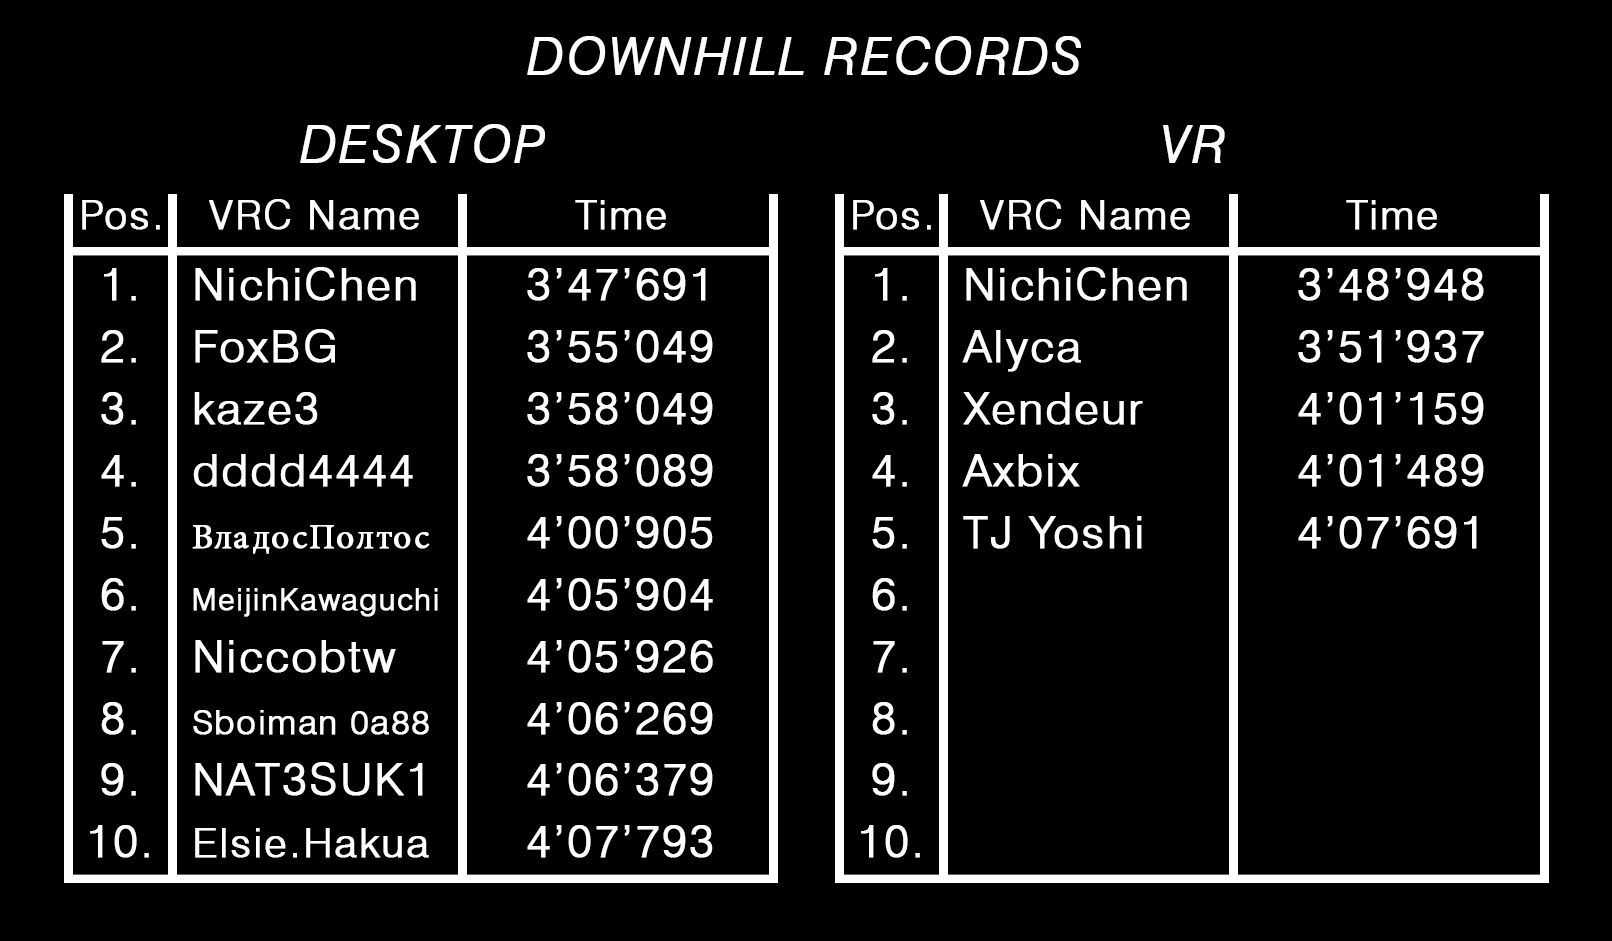 DOWNHILL RECORDS
DESKTOP
Pos. VRC Name Time
1. NichiChen 3’47’691
2. FoxBG 3’55’049
3. kaze3 3’58’049
4. dddd4444 3’58’089
5. ВладосПолтос 4’00’905
6. MeijinKawaguchi 4’05’904
7. Niccobtw 4’05’926
8. Sboiman 0a88 4’06’269
9. NAT3SUK1 4’06’379
10. Elsie.Hakua 4’07’793
VR
Pos. VRC Name Time
1. NichiChen 3’48’948
2. Alyca 3’51’937
3. Xendeur 4’01’159
4. Axbix 4’01’489
5. TJ Yoshi 4’07’691
6.
7.
8.
9.
10.